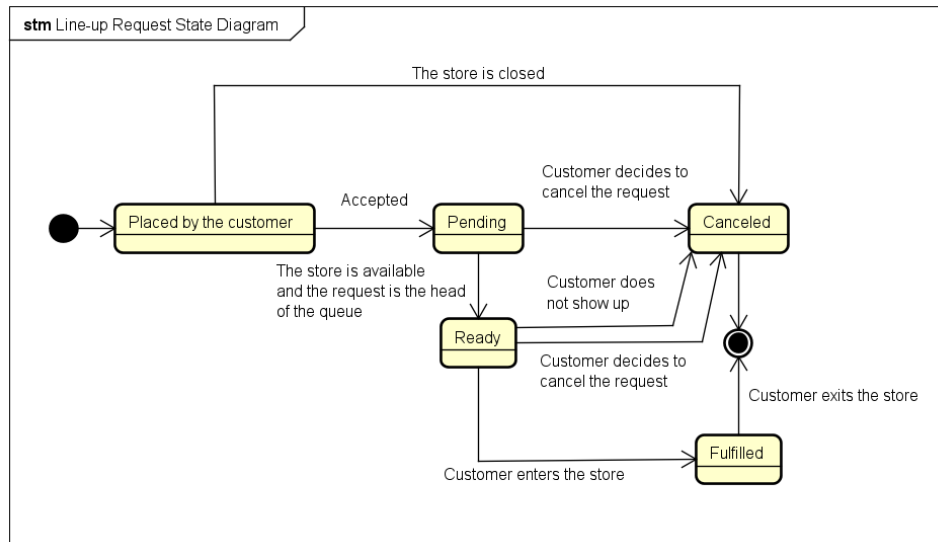 stm Line-up Request State Diagram
The store is closed
Customer decides to
cancel the request
Accepted
Placed by the customer
Pending
Canceled
The store is available
and the request is the head
of the queue
Customer does
not show up
Ready
Customer decides to
cancel the request
Customer exits the store
Fulfilled
Customer enters the store